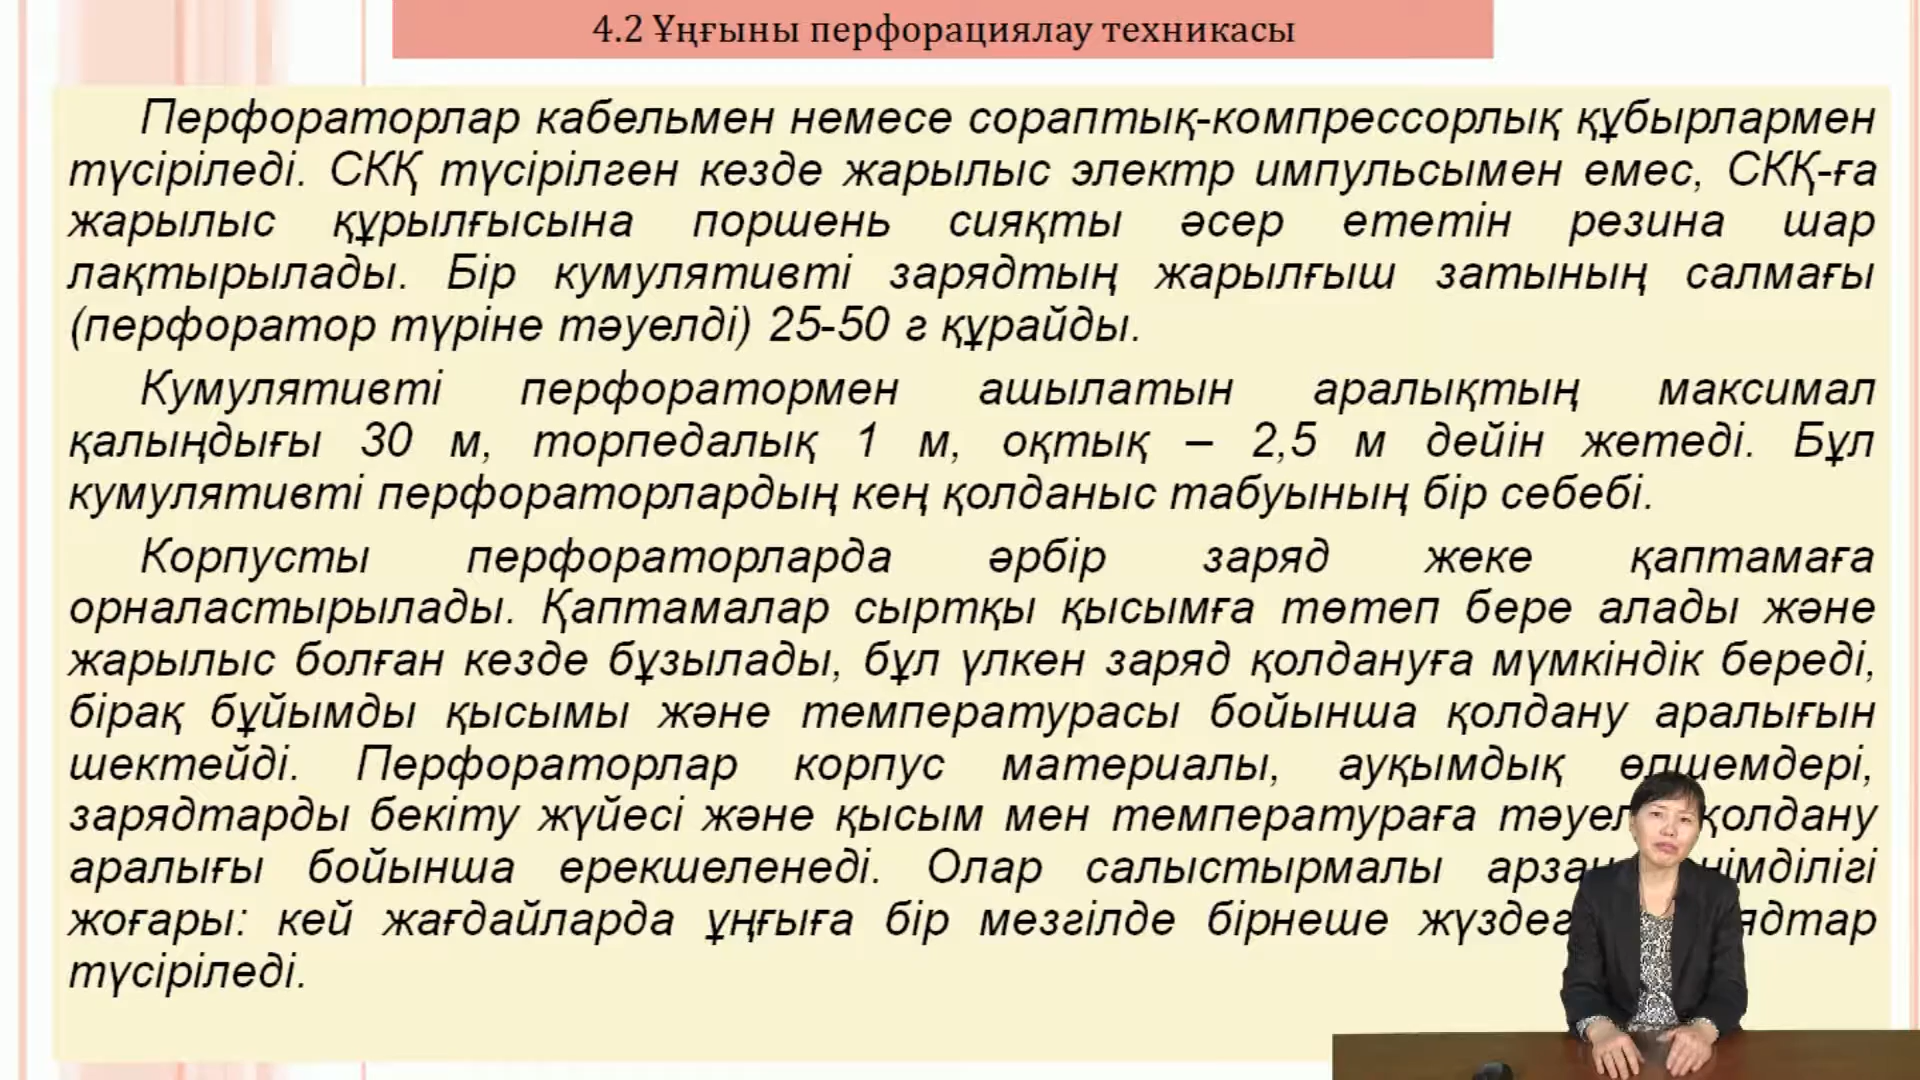 4.2 Ұңғыны перфорациялау техникасы
Перфораторлар кабельмен немесе сораптық-компрессорлық құбырлармен
түсіріледі. СКҚ түсірілген кезде жарылыс электр импульсымен емес, СКҚ-ға
жарылыс құрылғысына поршень сияқты әсер ететін резина шар
лақтырылады. Бір кумулятивті зарядтың жарылғыш затының салмағы
(перфоратор түріне тәуелді) 25-50 г құрайды.
Кумулятивті перфоратормен ашылатын аралықтың максимал
қалыңдығы 30 м, торпедалық 1 м, оқтық – 2,5 м дейін жетеді. Бұл
кумулятивті перфораторлардың кең қолданыс табуының бір себебі.
Корпусты перфораторларда әрбір заряд жеке қаптамаға
орналастырылады. Қаптамалар сыртқы қысымға төтеп бере алады және
жарылыс болған кезде бұзылады, бұл үлкен заряд қолдануға мүмкіндік береді,
бірақ бұйымды қысымы және температурасы бойынша қолдану аралығын
шектейді. Перфораторлар корпус материалы, ауқымдық өлшемдері,
зарядтарды бекіту жүйесі және қысым мен температураға қолдану
аралығы бойынша ерекшеленеді. Олар салыстырмалы
жоғары: кей жағдайларда ұңғыға бір мезгілде бірнеше
түсіріледі.